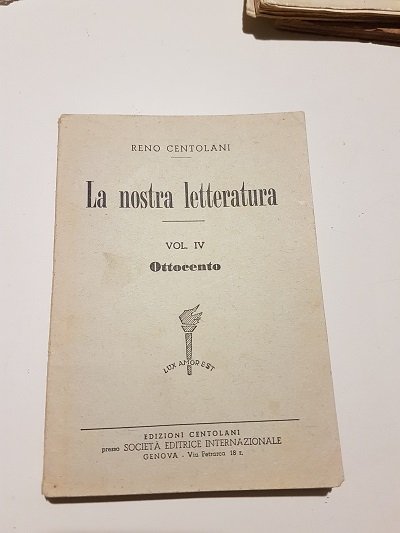 RENO CENTOLANI
La nostra letteratura
VOL. IV
Ottocento
LUX AMOR EST
EDIZIONI CENTOLANI
presso SOCIETÀ EDITRICE INTERNAZIONALE
GENOVA - Via Petrarca 18 r.